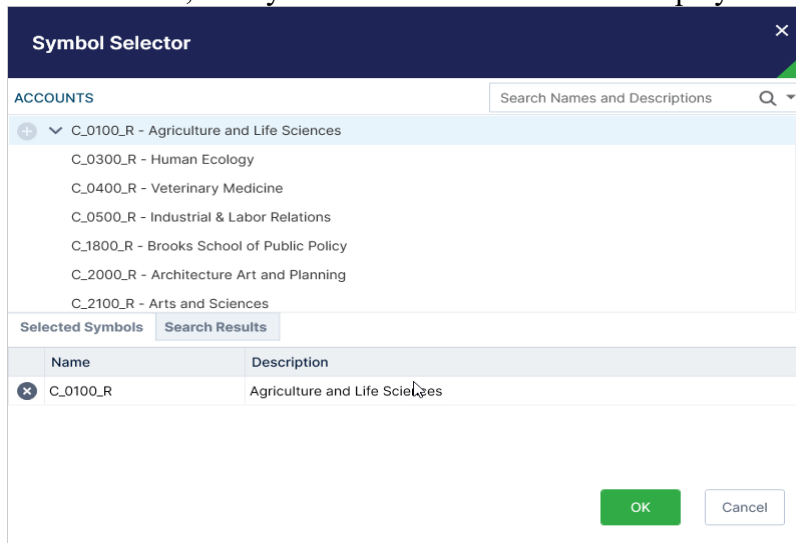 Symbol Selector
ACCOUNTS
Search Names and Descriptions
C_0100_R - Agriculture and Life Sciences
C_0300_R - Human Ecology
C_0400_R - Veterinary Medicine
C_0500_R - Industrial & Labor Relations
C_1800_R - Brooks School of Public Policy
C_2000_R - Architecture Art and Planning
C_2100_R - Arts and Sciences
Selected Symbols Search Results
Name Description
C_0100_R Agriculture and Life Sciences
OK Cancel